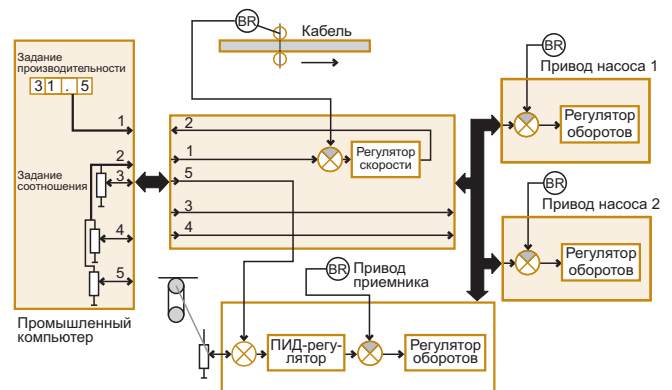 BR
Кабель
Задание
производительности
31.5
1
2
Задание
соотношения
3
4
5
Промышленный
компьютер
2
1
5
3
4
Регулятор
скорости
BR
Привод насоса 1
Регулятор
оборотов
BR
Привод насоса 2
Регулятор
оборотов
BR
Привод
приемника
ПИД-регу-
лятор
Регулятор
оборотов